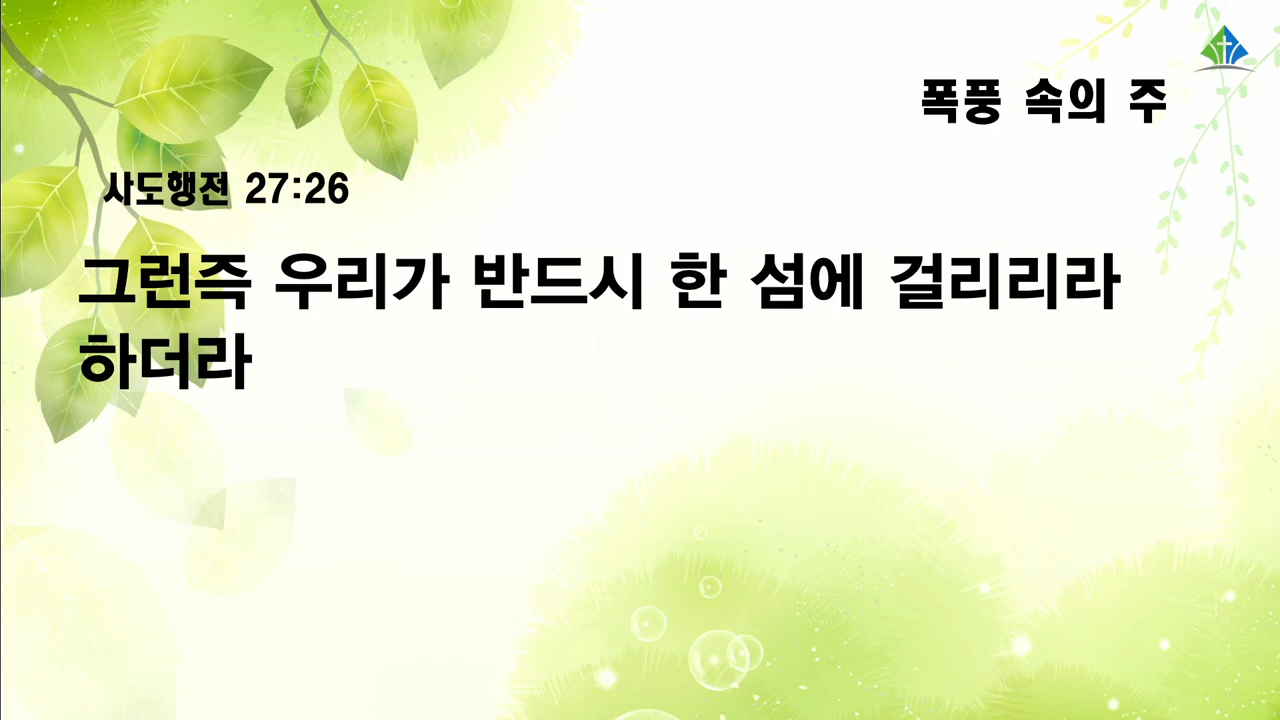 폭풍 속의 주
사도행전 27:26
그런즉 우리가 반드시 한 섬에 걸리리라
하더라